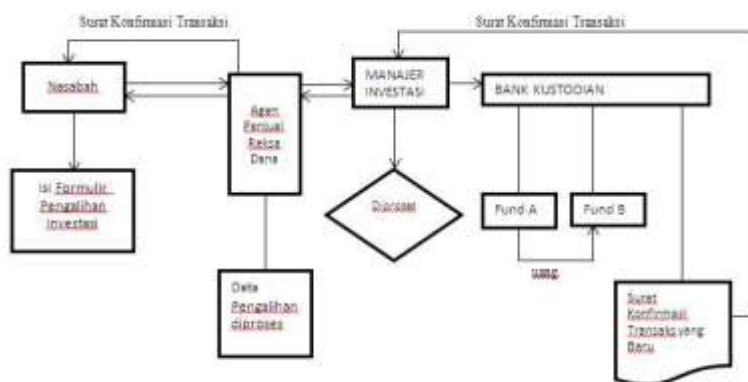 Surat Konfirmasi Transaksi
Surat Konfirmasi Transaksi
Nasabah
Agen
Penjual
Reksa
Dana
MANAJER
INVESTASI
BANK KUSTODIAN
Isi Formulir
Pengalihan
Investasi
Diproses
Fund A
Fund B
uang
Data
Pengalihan
diproses
Surat
Konfirmasi
Transaks yang
Baru